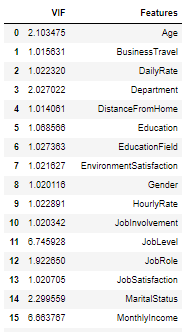 VIF Features
0 2.103475 Age
1 1.015631 BusinessTravel
2 1.022320 DailyRate
3 2.027022 Department
4 1.014061 DistanceFromHome
5 1.068566 Education
6 1.027363 EducationField
7 1.021627 EnvironmentSatisfaction
8 1.020116 Gender
9 1.022891 HourlyRate
10 1.020342 JobInvolvement
11 6.745928 JobLevel
12 1.922650 JobRole
13 1.020705 JobSatisfaction
14 2.299559 MaritalStatus
15 6.663767 MonthlyIncome